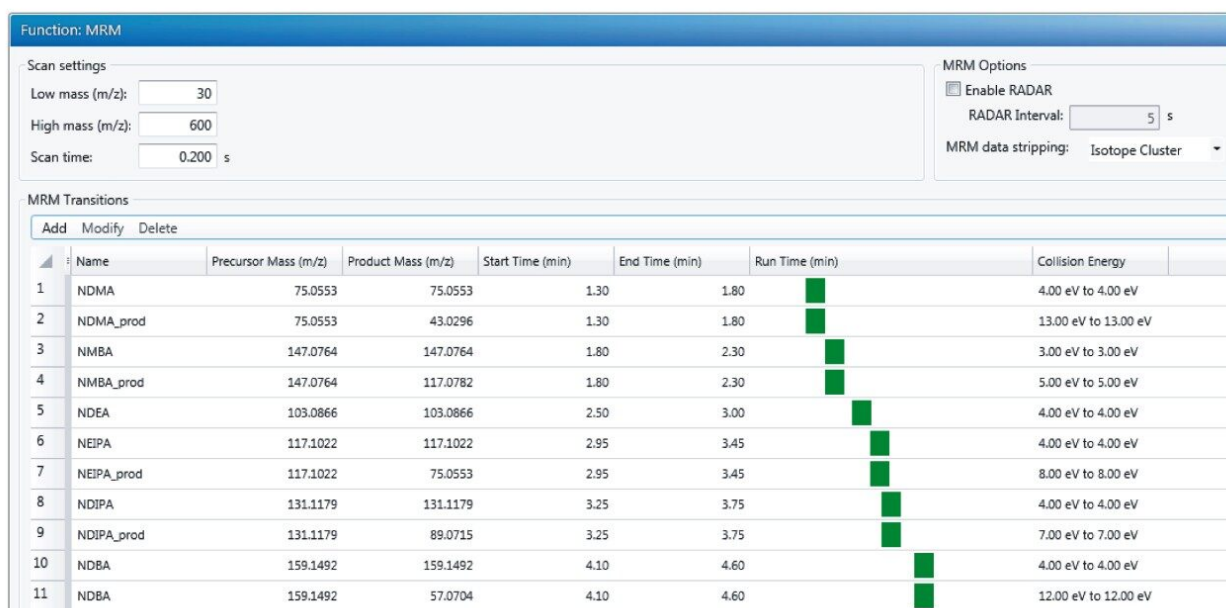 Function: MRM
Scan settings
Low mass (m/z): 30
High mass (m/z): 600
Scan time: 0.200 s
MRM Options
Enable RADAR
RADAR Interval: 5 s
MRM data stripping: Isotope Cluster
MRM Transitions
Add Modify Delete
Name Precursor Mass (m/z) Product Mass (m/z) Start Time (min) End Time (min) Run Time (min) Collision Energy
1 NDMA 75.0553 75.0553 1.30 1.80 4.00 eV to 4.00 eV
2 NDMA_prod 75.0553 43.0296 1.30 1.80 13.00 eV to 13.00 eV
3 NMBA 147.0764 147.0764 1.80 2.30 3.00 eV to 3.00 eV
4 NMBA_prod 147.0764 117.0782 1.80 2.30 5.00 eV to 5.00 eV
5 NDEA 103.0866 103.0866 2.50 3.00 4.00 eV to 4.00 eV
6 NEIPA 117.1022 117.1022 2.95 3.45 4.00 eV to 4.00 eV
7 NEIPA_prod 117.1022 75.0553 2.95 3.45 8.00 eV to 8.00 eV
8 NDIPA 131.1179 131.1179 3.25 3.75 4.00 eV to 4.00 eV
9 NDIPA_prod 131.1179 89.0715 3.25 3.75 7.00 eV to 7.00 eV
10 NDBA 159.1492 159.1492 4.10 4.60 4.00 eV to 4.00 eV
11 NDBA 159.1492 57.0704 4.10 4.60 12.00 eV to 12.00 eV